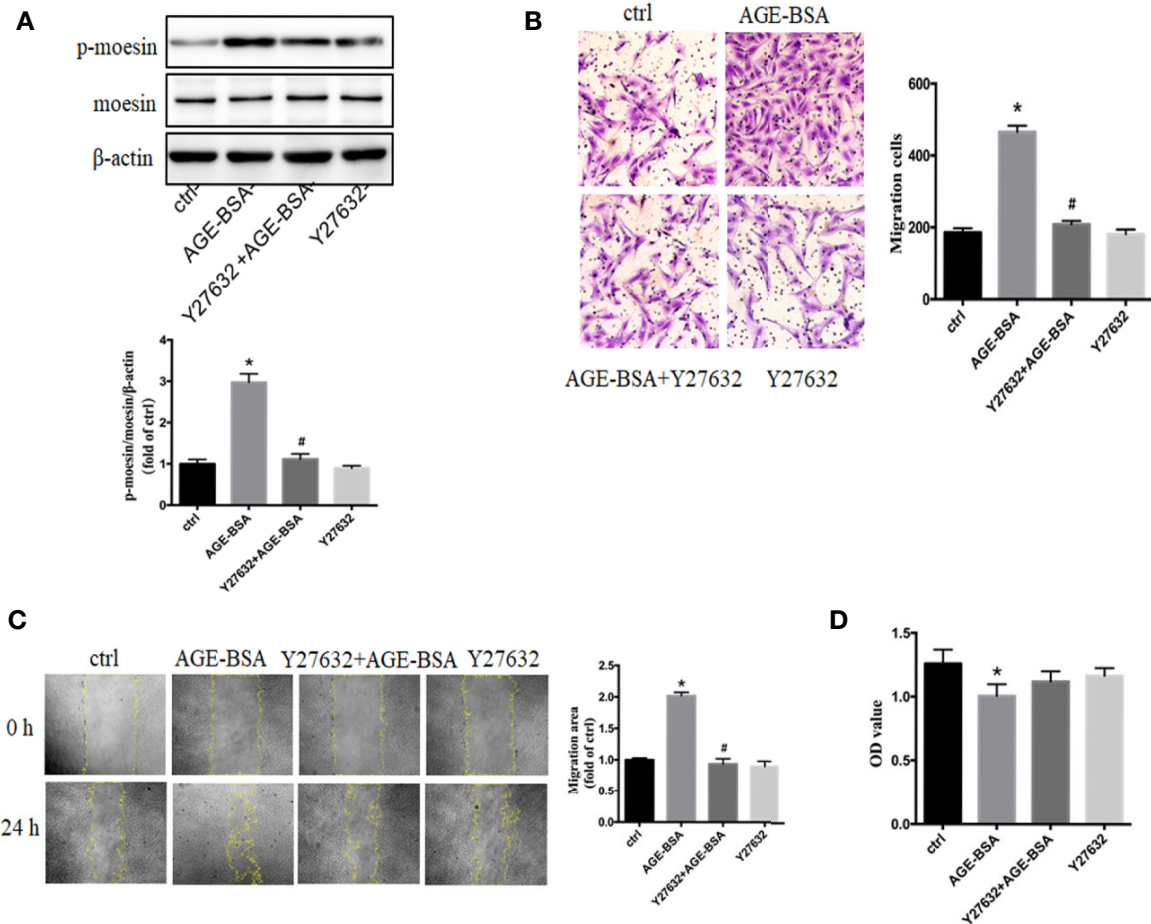 A
p-moesin
moesin
β-actin
ctrl-
AGE-BSA-
Y27632 +AGE-BSA-
Y27632-
p-moesin/moesin/β-actin
(fold of ctrl)
4
3
2
1
0
*
#
ctrl
AGE-BSA
Y27632+AGE-BSA
Y27632
B
ctrl AGE-BSA
AGE-BSA+Y27632 Y27632
Migration cells
600
400
200
0
*
#
ctrl
AGE-BSA
Y27632+AGE-BSA
Y27632
C
ctrl AGE-BSA Y27632+AGE-BSA Y27632
0 h
24 h
Migration area
(fold of ctrl)
2.5
2.0
1.5
1.0
0.5
0.0
*
#
ctrl
AGE-BSA
Y27632+AGE-BSA
Y27632
D
OD value
1.5
1.0
0.5
0.0
*
ctrl
AGE-BSA
Y27632+AGE-BSA
Y27632